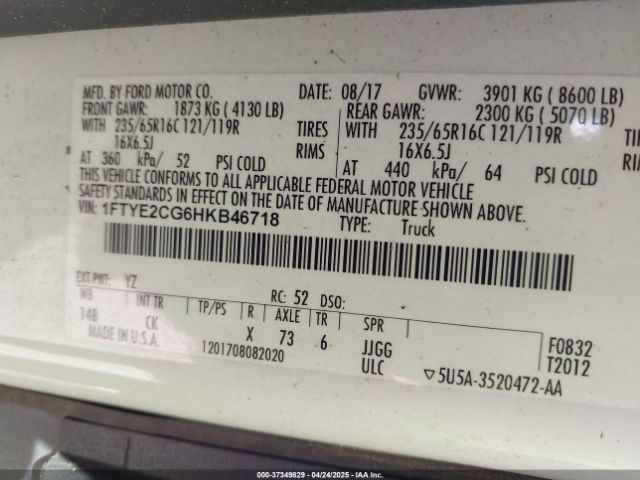 MFD. BY FORD MOTOR CO. DATE: 08/17 GVWR: 3901 KG ( 8600 LB)
FRONT GAWR: 1873 KG ( 4130 LB) REAR GAWR: 2300 KG ( 5070 LB)
WITH 235/65R16C 121/119R TIRES WITH 235/65R16C 121/119R TIRES
16X6.5J RIMS 16X6.5J
AT 360 kPa/ 52 PSI COLD AT 440 kPa/ 64 PSI COLD
THIS VEHICLE CONFORMS TO ALL APPLICABLE FEDERAL MOTOR VEHICLE
SAFETY STANDARDS IN EFFECT ON THE DATE OF MANUFACTURE SHOWN ABOVE.
VIN: 1FTYE2CG6HKB46718 TYPE: Truck
EXT PNT: YZ RC: 52 DSO:
WB INT TR TP/PS R AXLE TR SPR
148 CK X 73 6 JJGG F0832
MADE IN U.S.A. 1201708082020 ULC T2012
▽5U5A-3520472-AA
000-37349829 - 04/24/2025 - IAA Inc.